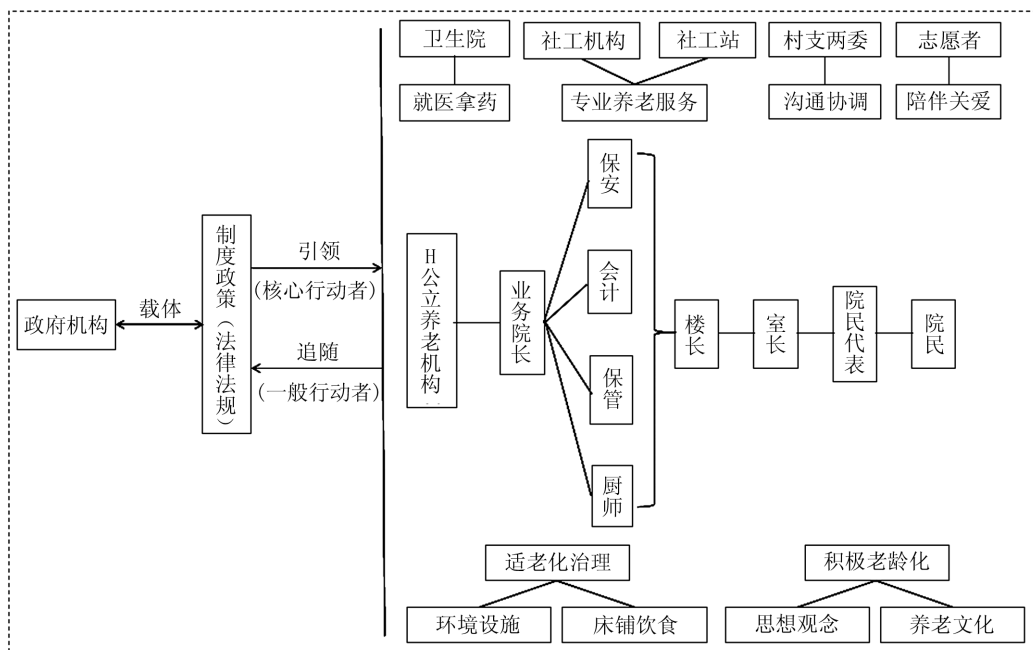 卫生院
社工机构
社工站
村支两委
志愿者
就医拿药
专业养老服务
沟通协调
陪伴关爱
政府机构
载体
制度政策（法律法规）
引领
(核心行动者)
追随
(一般行动者)
H公立养老机构
业务院长
保安
会计
保管
厨师
楼长
室长
院民代表
院民
适老化治理
积极老龄化
环境设施
床铺饮食
思想观念
养老文化